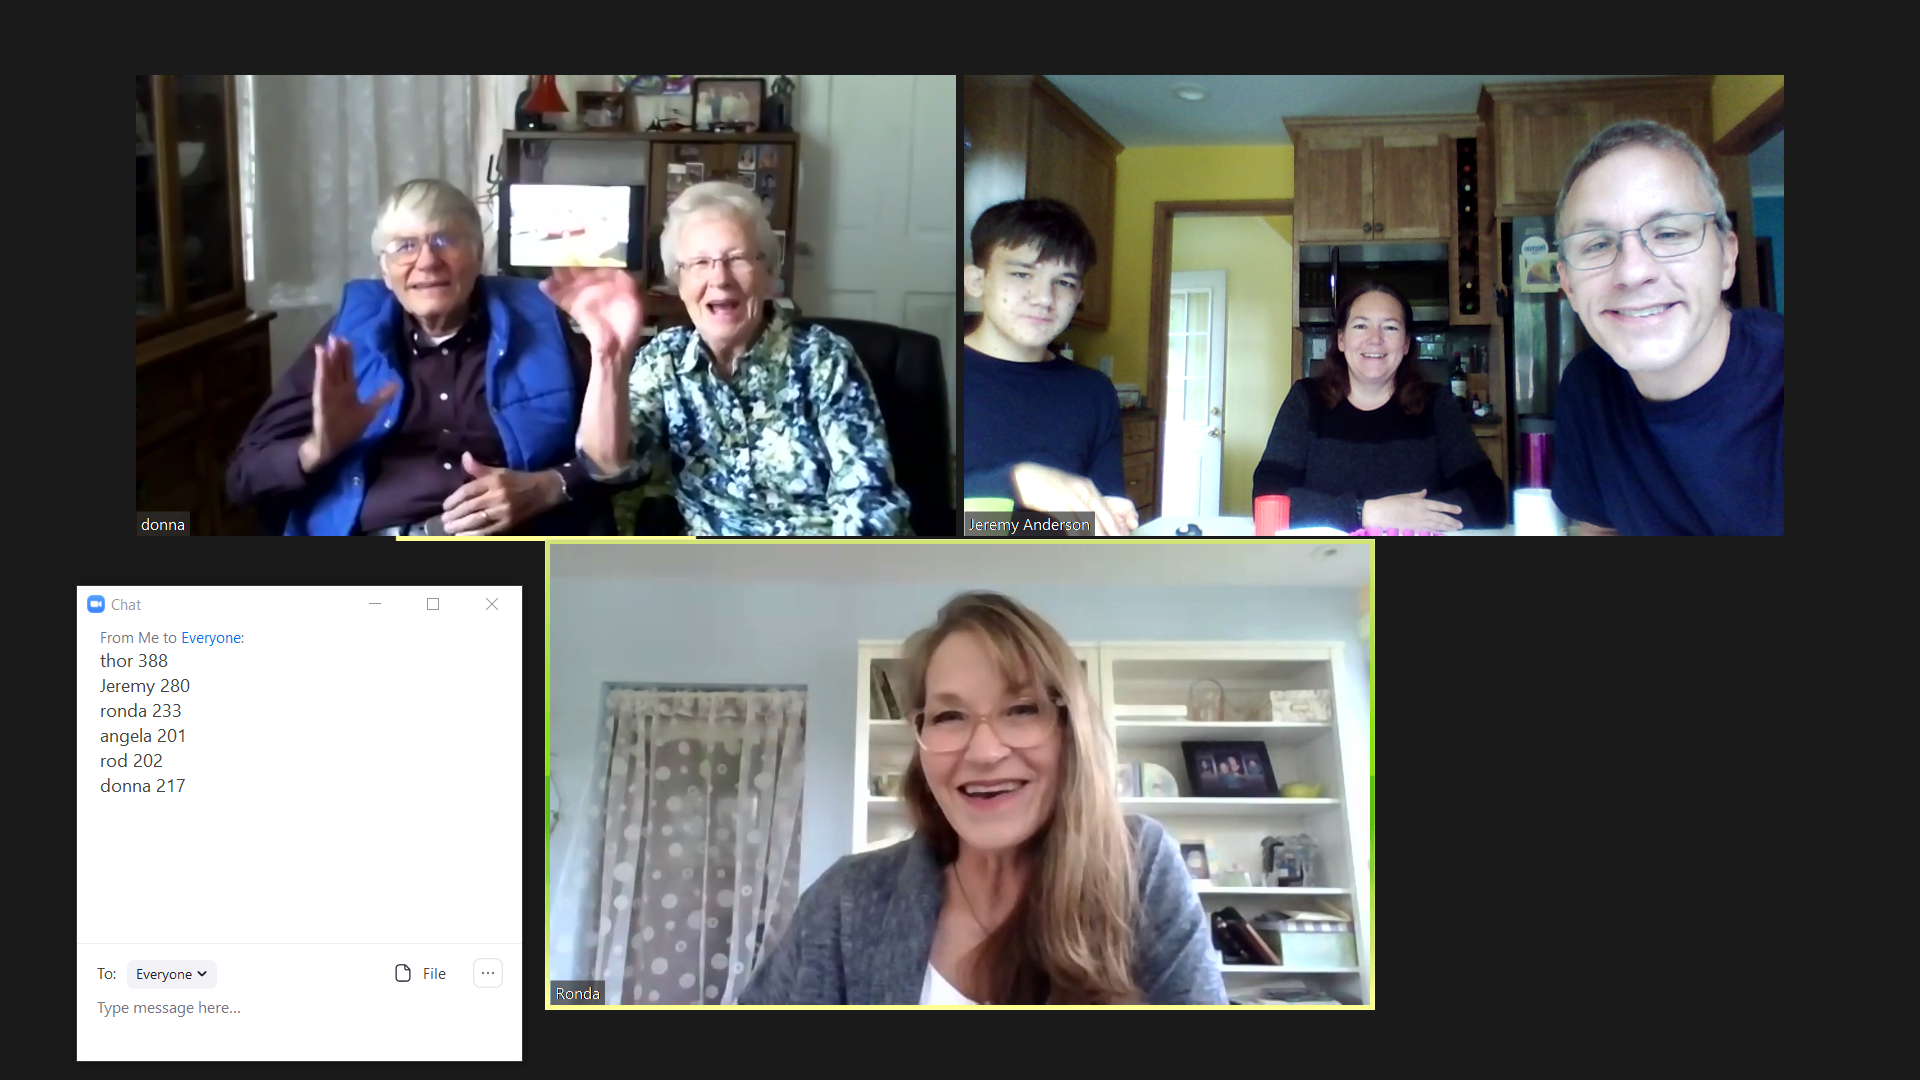 donna
Jeremy Anderson
Chat
From Me to Everyone:
thor 388
Jeremy 280
ronda 233
angela 201
rod 202
donna 217
To: Everyone
File
Type message here...
Ronda